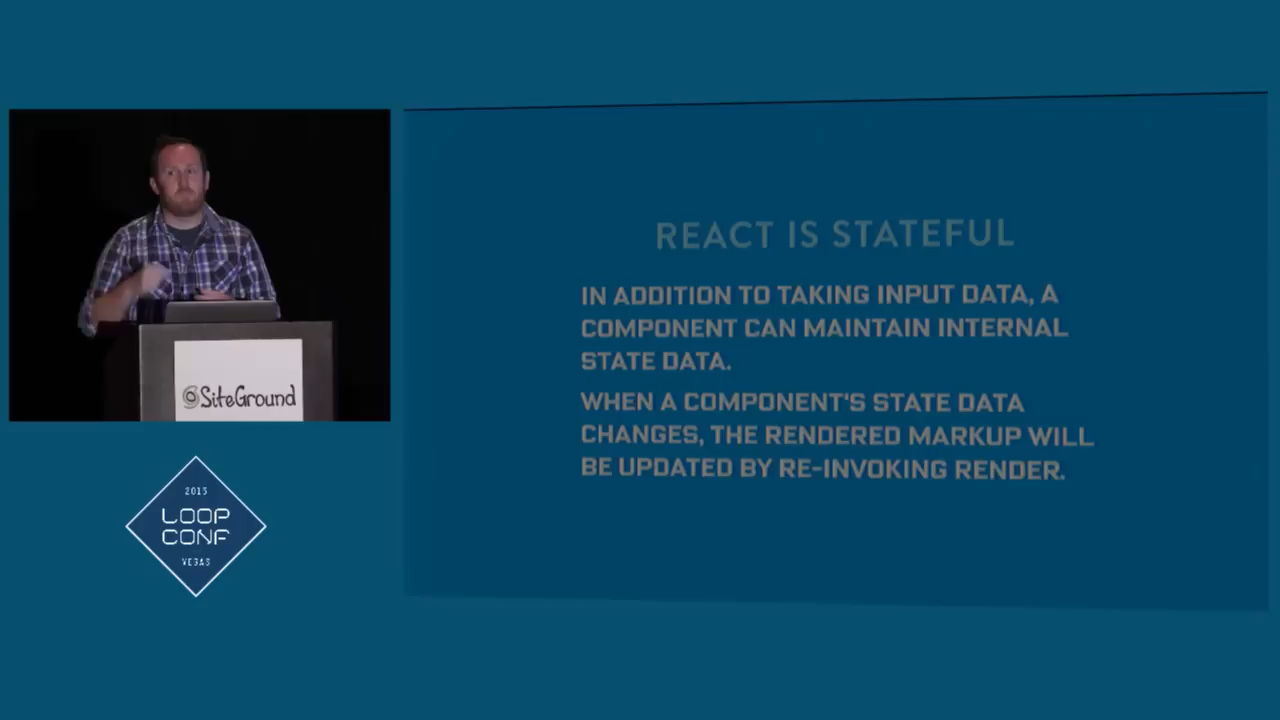 REACT IS STATEFUL
IN ADDITION TO TAKING INPUT DATA, A
COMPONENT CAN MAINTAIN INTERNAL
STATE DATA.
WHEN A COMPONENT'S STATE DATA
CHANGES, THE RENDERED MARKUP WILL
BE UPDATED BY RE-INVOKING RENDER.
SiteGround
2015
LOOP
CONF
VEGAS